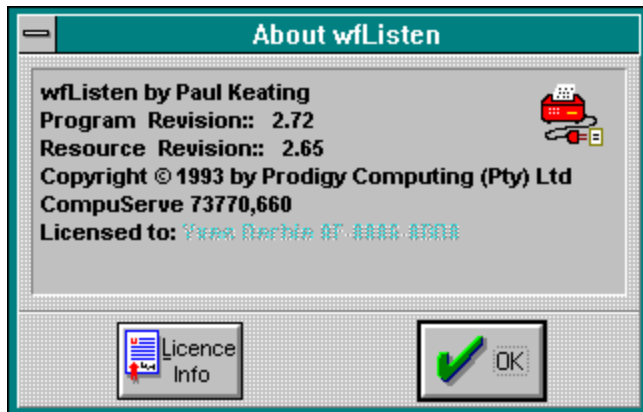 About wfListen
wfListen by Paul Keating
Program Revision:: 2.72
Resource Revision:: 2.65
Copyright © 1993 by Prodigy Computing (Pty) Ltd
CompuServe 73770,660
Licensed to:
Licence
Info
OK